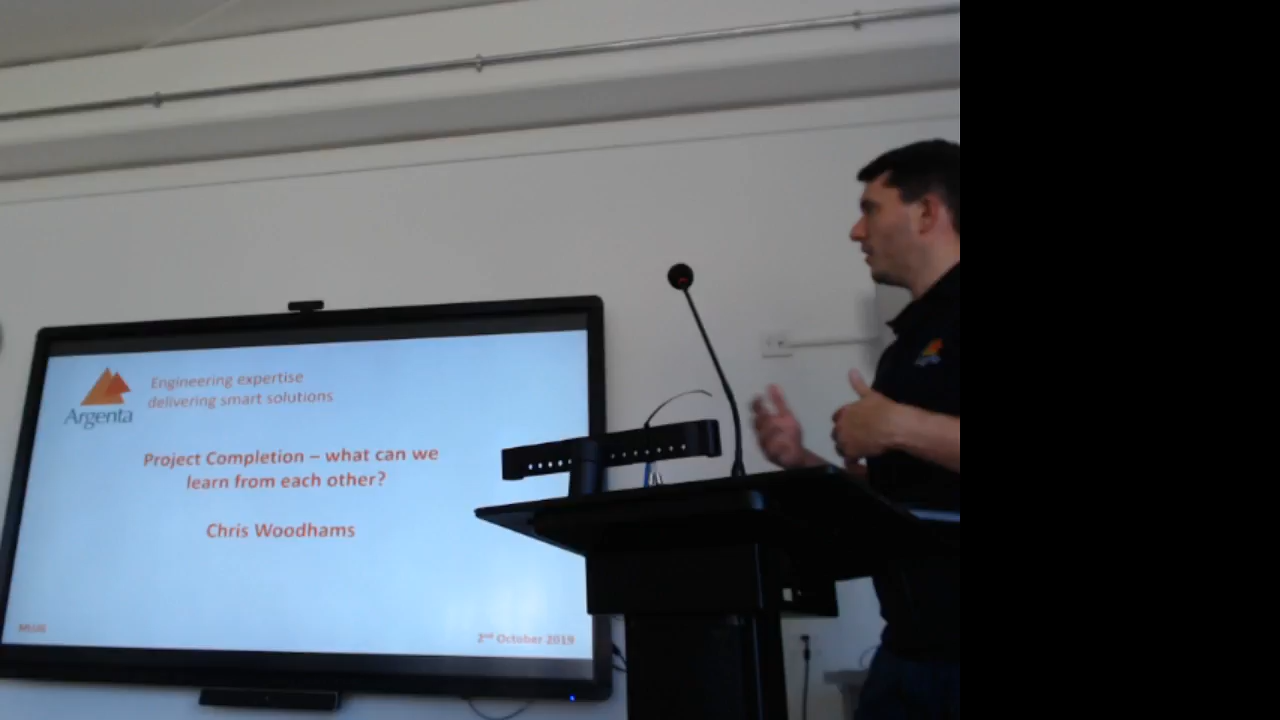 Engineering expertise
delivering smart solutions
Argenta
Project Completion – what can we
learn from each other?
Chris Woodhams
2nd October 2019